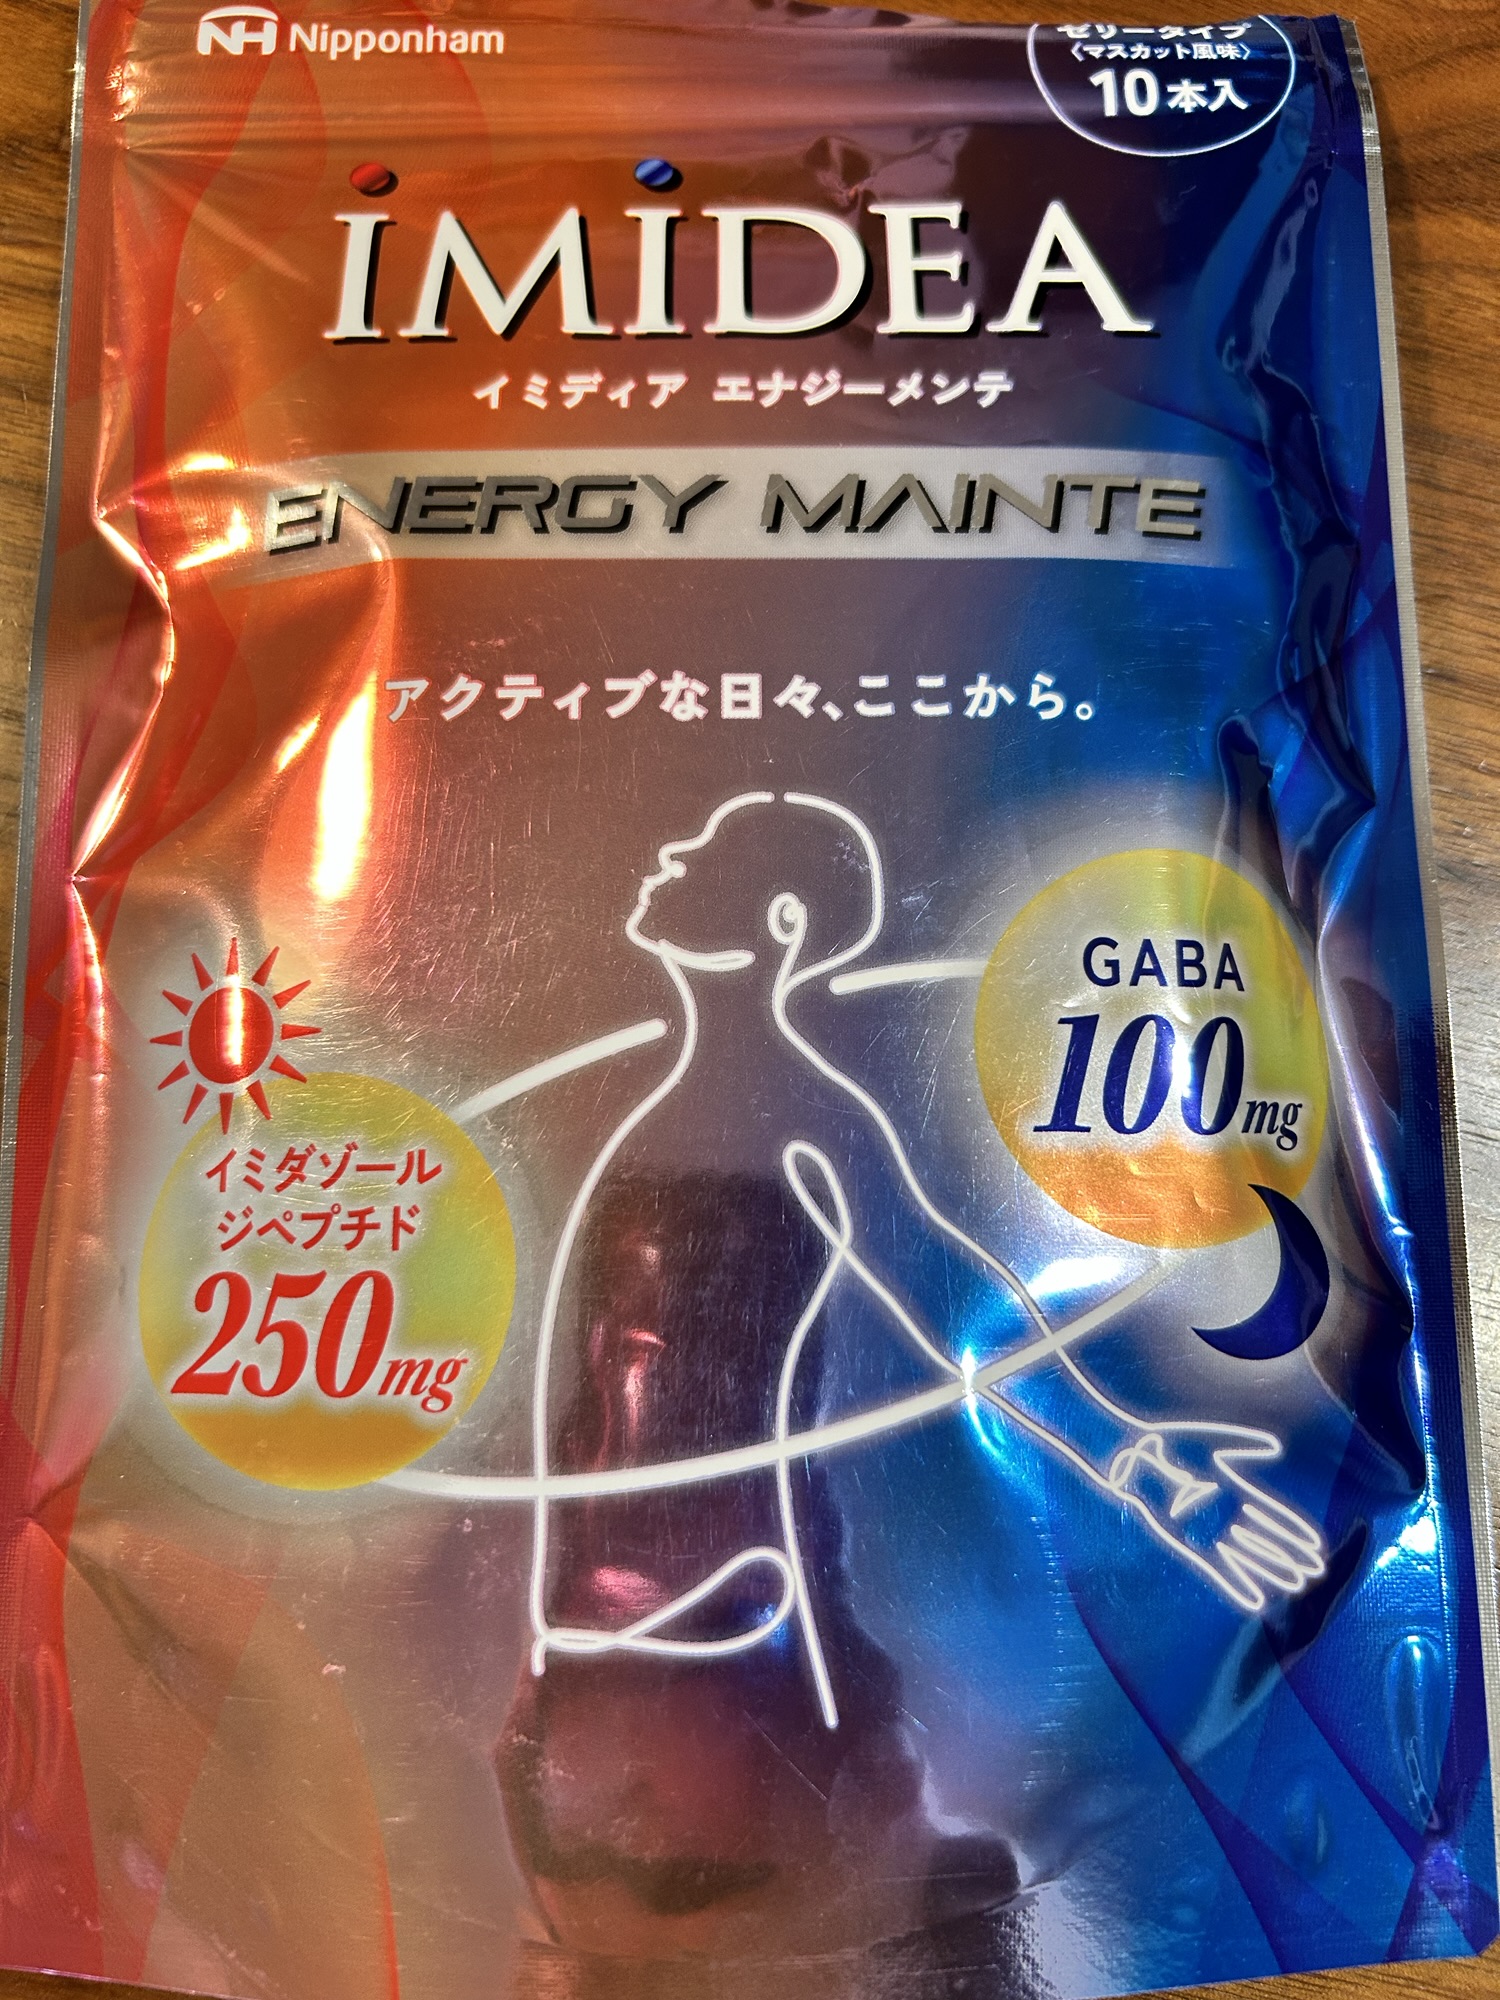 NH Nipponham
ゼリータイプ
〈マスカット風味〉
10本入
iMiDEA
イミディア エナジーメンテ
ENERGY MAINTE
アクティブな日々、ここから。
GABA
100mg
イミダゾール
ジペプチド
250mg